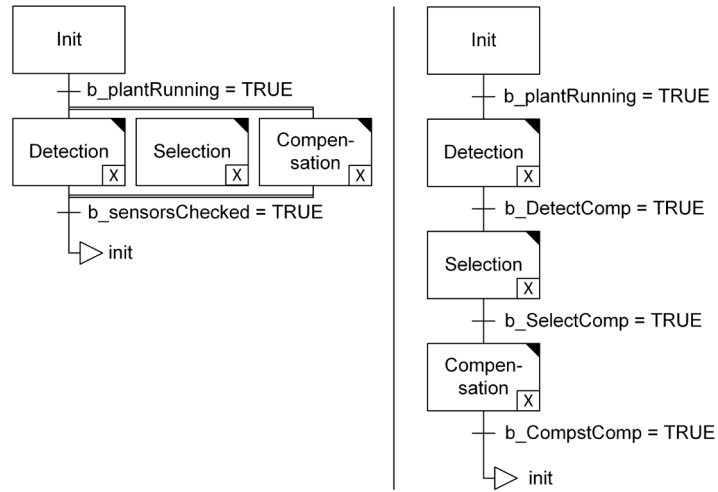 Init
b_plantRunning = TRUE
Detection
X
Selection
X
Compen-
sation
X
b_sensorsChecked = TRUE
init
Init
b_plantRunning = TRUE
Detection
X
b_DetectComp = TRUE
Selection
X
b_SelectComp = TRUE
Compen-
sation
X
b_CompstComp = TRUE
init